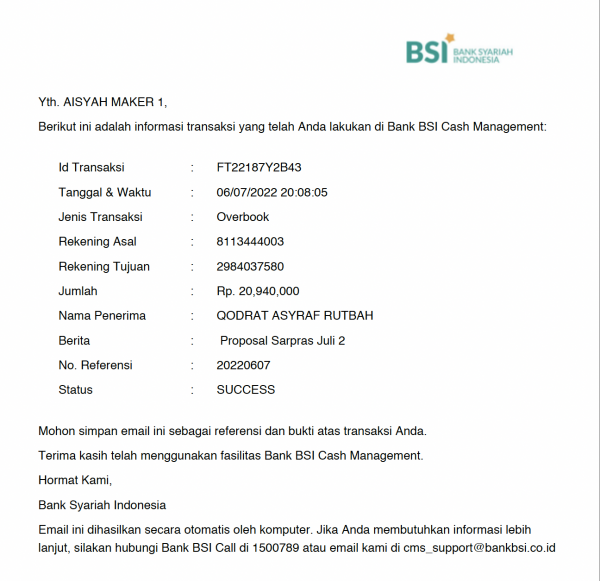 BSI BANK SYARIAH
INDONESIA
Yth. AISYAH MAKER 1,
Berikut ini adalah informasi transaksi yang telah Anda lakukan di Bank BSI Cash Management:
Id Transaksi : FT22187Y2B43
Tanggal & Waktu : 06/07/2022 20:08:05
Jenis Transaksi : Overbook
Rekening Asal : 8113444003
Rekening Tujuan : 2984037580
Jumlah : Rp. 20,940,000
Nama Penerima : QODRAT ASYRAF RUTBAH
Berita : Proposal Sarpras Juli 2
No. Referensi : 20220607
Status : SUCCESS
Mohon simpan email ini sebagai referensi dan bukti atas transaksi Anda.
Terima kasih telah menggunakan fasilitas Bank BSI Cash Management.
Hormat Kami,
Bank Syariah Indonesia
Email ini dihasilkan secara otomatis oleh komputer. Jika Anda membutuhkan informasi lebih
lanjut, silakan hubungi Bank BSI Call di 1500789 atau email kami di cms_support@bankbsi.co.id